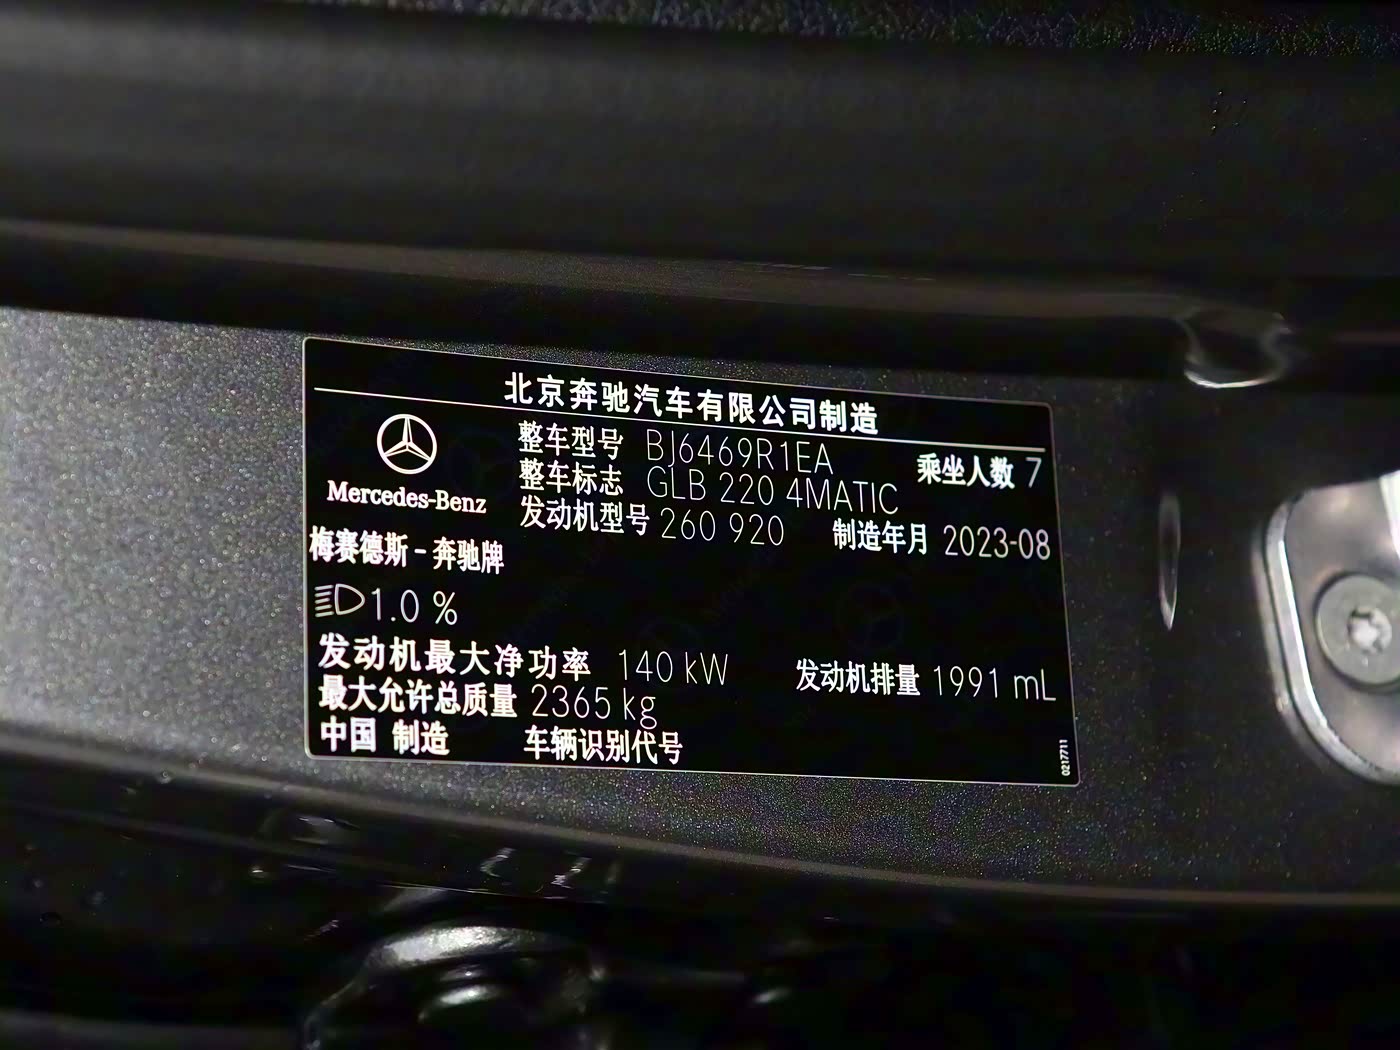 北京奔驰汽车有限公司制造
整车型号 BJ6469R1EA 乘坐人数 7
整车标志 GLB 220 4MATIC
Mercedes-Benz
发动机型号 260 920 制造年月 2023-08
梅赛德斯-奔驰牌
1.0 %
发动机最大净功率 140 kW 发动机排量 1991 mL
最大允许总质量 2365 kg
中国 制造 车辆识别代号
0217711